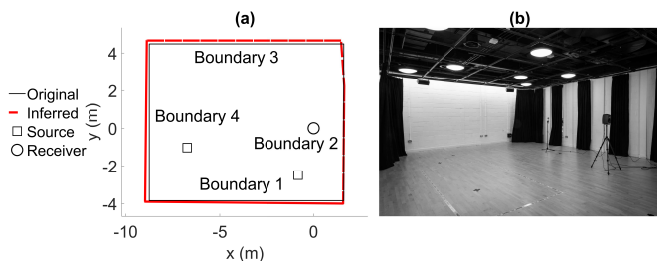 (a)
(b)
4
2
0
-2
-4
y (m)
Boundary 3
Boundary 4
Boundary 2
Boundary 1
Original
Inferred
Source
Receiver
-10
-5
0
x (m)